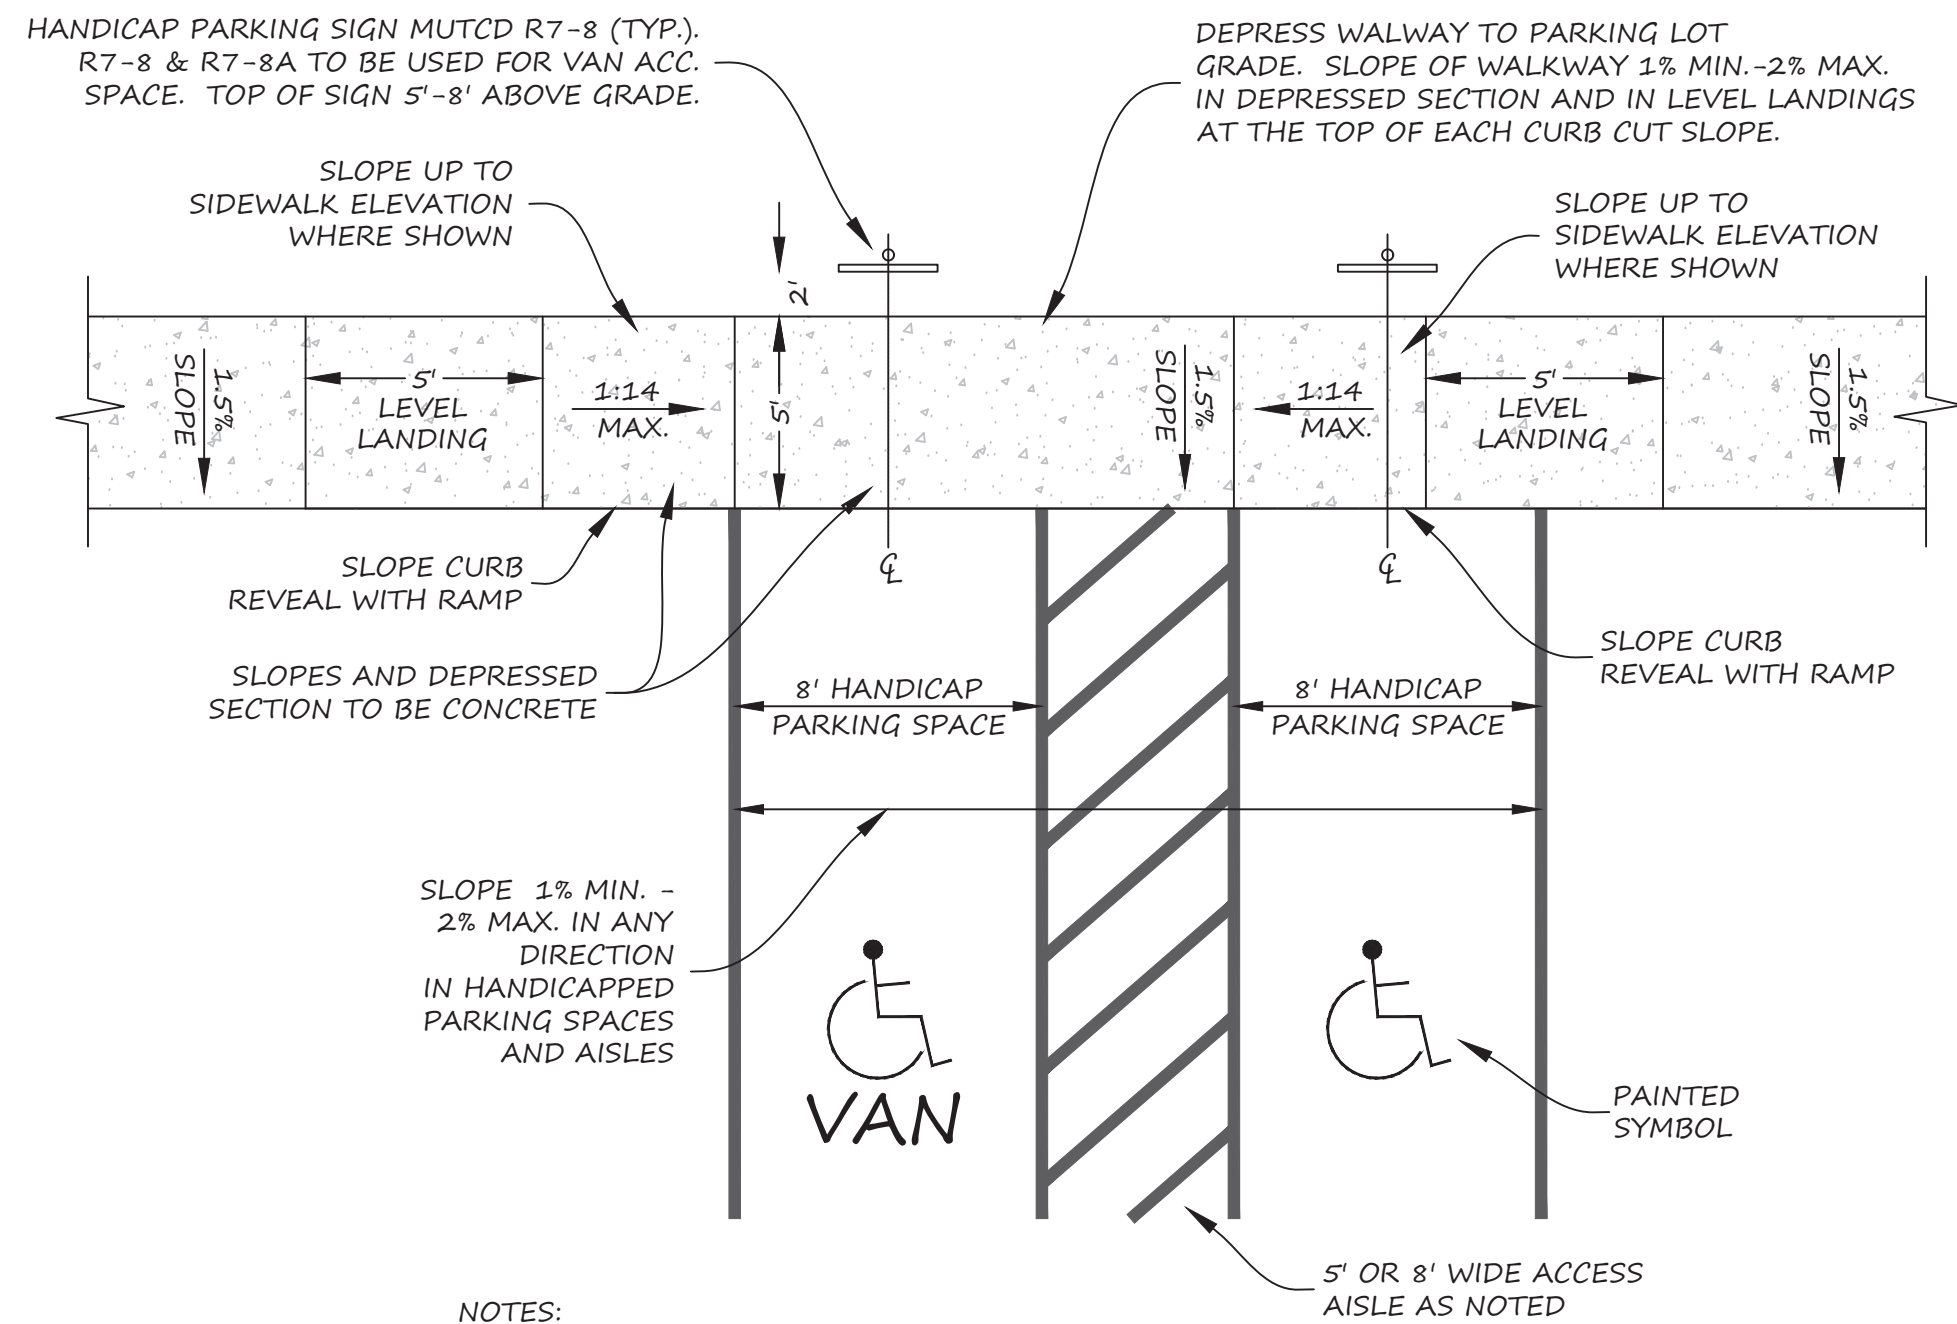 HANDICAP PARKING SIGN MUTCD R7-8 (TYP.).
R7-8 & R7-8A TO BE USED FOR VAN ACC.
SPACE. TOP OF SIGN 5'-8' ABOVE GRADE.
DEPRESS WALWAY TO PARKING LOT
GRADE. SLOPE OF WALKWAY 1% MIN.-2% MAX.
IN DEPRESSED SECTION AND IN LEVEL LANDINGS
AT THE TOP OF EACH CURB CUT SLOPE.
SLOPE UP TO
SIDEWALK ELEVATION
WHERE SHOWN
SLOPE UP TO
SIDEWALK ELEVATION
WHERE SHOWN
2'
1.5%
SLOPE
5'
LEVEL
LANDING
1:14
MAX.
5'
1.5%
SLOPE
1:14
MAX.
5'
LEVEL
LANDING
1.5%
SLOPE
SLOPE CURB
REVEAL WITH RAMP
CL
CL
SLOPE CURB
REVEAL WITH RAMP
SLOPES AND DEPRESSED
SECTION TO BE CONCRETE
8' HANDICAP
PARKING SPACE
8' HANDICAP
PARKING SPACE
SLOPE 1% MIN. -
2% MAX. IN ANY
DIRECTION
IN HANDICAPPED
PARKING SPACES
AND AISLES
VAN
PAINTED
SYMBOL
5' OR 8' WIDE ACCESS
AISLE AS NOTED
NOTES: